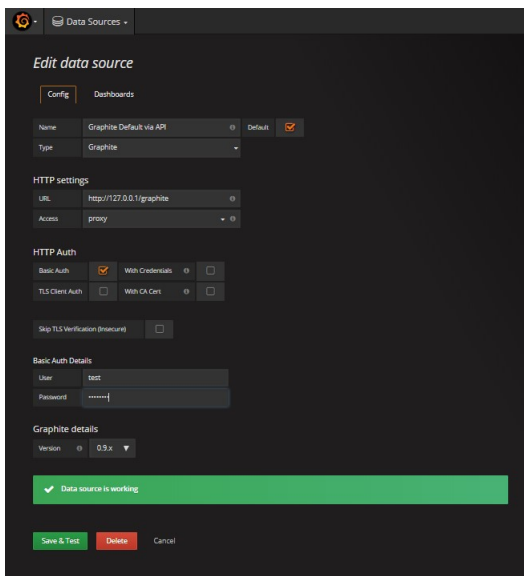 Data Sources
Edit data source
Config Dashboards
Name Graphite Default via API Default
Type Graphite
HTTP settings
URL http://127.0.0.1/graphite
Access proxy
HTTP Auth
Basic Auth With Credentials
TLS Client Auth With CA Cert
Skip TLS Verification (Insecure)
Basic Auth Details
User test
Password ••••••••
Graphite details
Version 0.9.x
Data source is working
Save & Test Delete Cancel